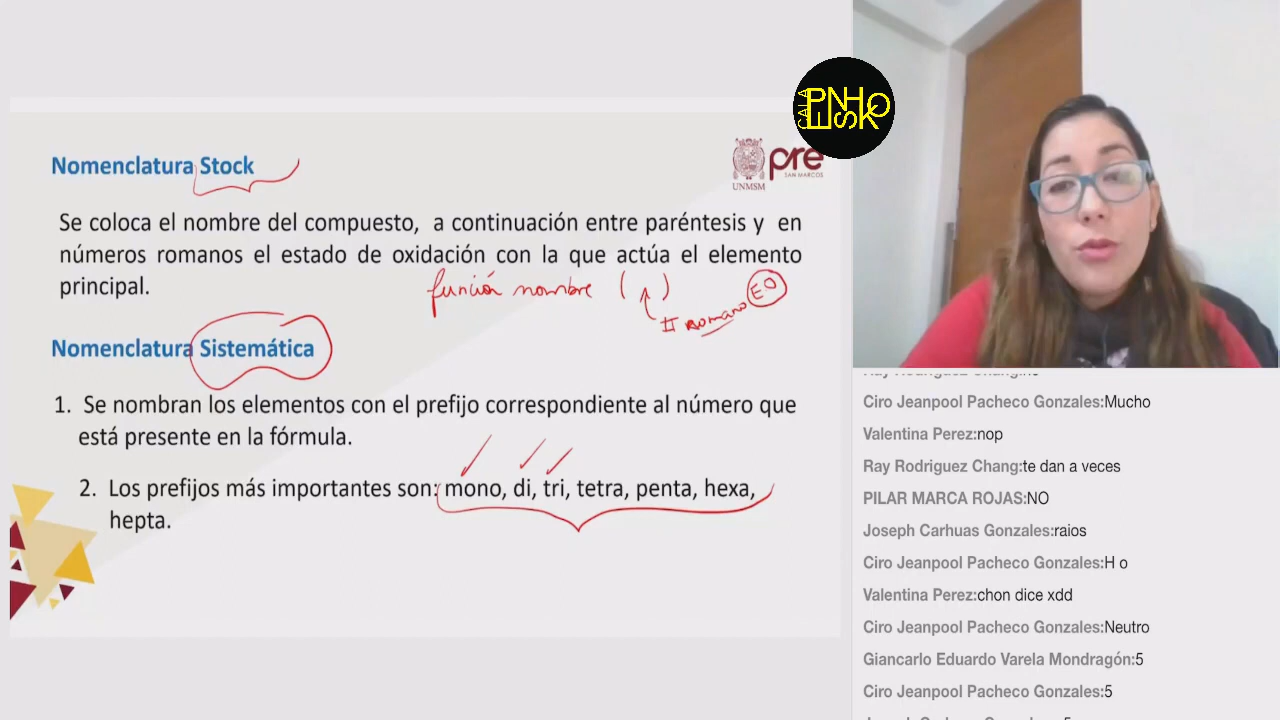 Nomenclatura Stock
pre
SAN MARCOS
UNMSM
CALA
PENSHKO
Se coloca el nombre del compuesto, a continuación entre paréntesis y en
números romanos el estado de oxidación con la que actúa el elemento
principal.
función nombre ( )
II Romano EO
Nomenclatura Sistemática
1. Se nombran los elementos con el prefijo correspondiente al número que
está presente en la fórmula.
2. Los prefijos más importantes son: mono, di, tri, tetra, penta, hexa,
hepta.
Ciro Jeanpool Pacheco Gonzales:Mucho
Valentina Perez:nop
Ray Rodriguez Chang:te dan a veces
PILAR MARCA ROJAS:NO
Joseph Carhuas Gonzales:raios
Ciro Jeanpool Pacheco Gonzales:H o
Valentina Perez:chon dice xdd
Ciro Jeanpool Pacheco Gonzales:Neutro
Giancarlo Eduardo Varela Mondragón:5
Ciro Jeanpool Pacheco Gonzales:5